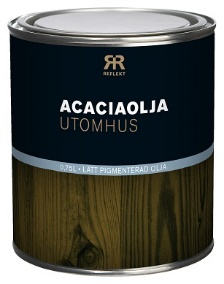 RR
REFLEKT
ACACIAOLJA
UTOMHUS
0,75L • LÄTT PIGMENTERAD OLJA